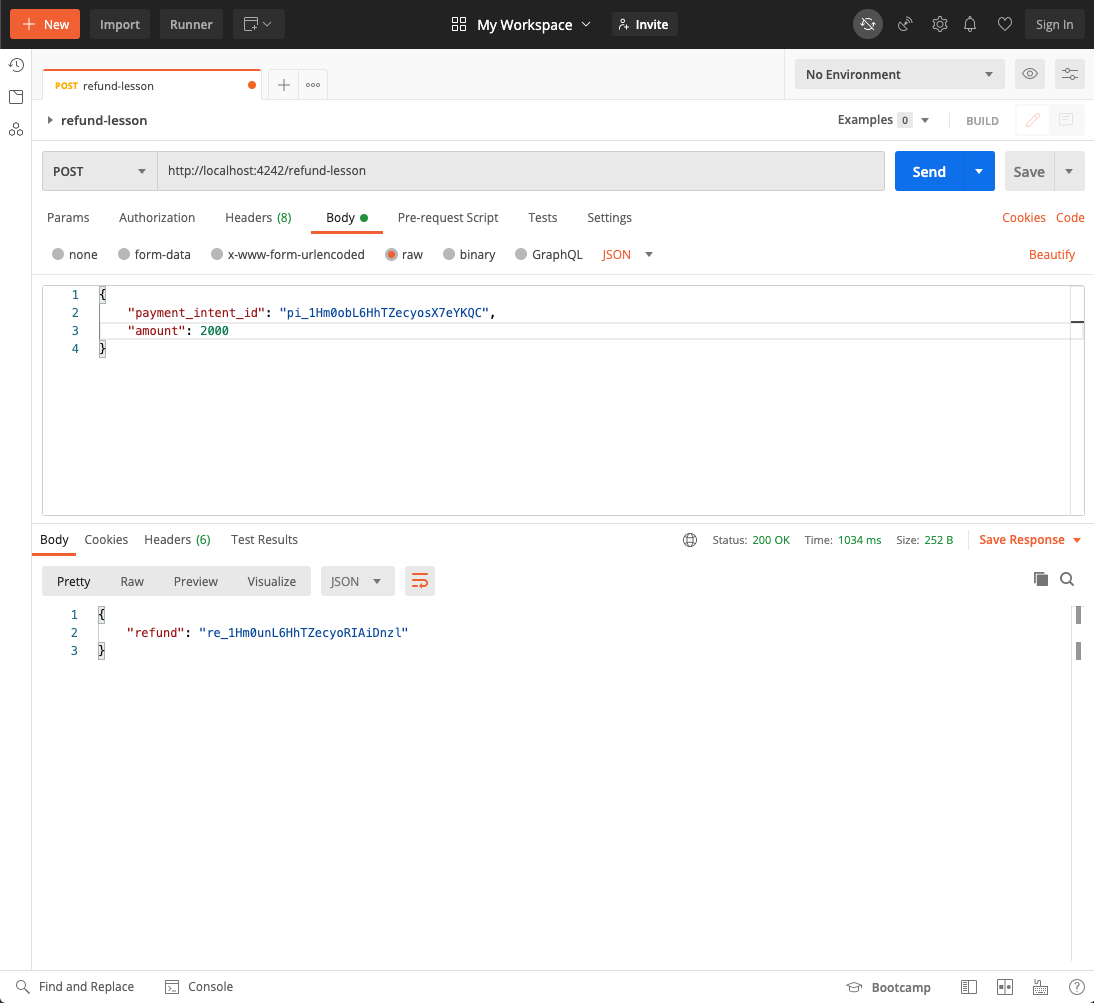 New Import Runner My Workspace Invite Sign In
POST refund-lesson No Environment
refund-lesson Examples 0 BUILD
POST http://localhost:4242/refund-lesson Send Save
Params Authorization Headers (8) Body Pre-request Script Tests Settings Cookies Code
none form-data x-www-form-urlencoded raw binary GraphQL JSON Beautify
1 {
2 "payment_intent_id": "pi_1Hm0obL6HhTZecyosX7eYKQC",
3 "amount": 2000
4 }
Body Cookies Headers (6) Test Results Status: 200 OK Time: 1034 ms Size: 252 B Save Response
Pretty Raw Preview Visualize JSON
1 {
2 "refund": "re_1Hm0unL6HhTZecyoRIAiDnzl"
3 }
Find and Replace Console Bootcamp